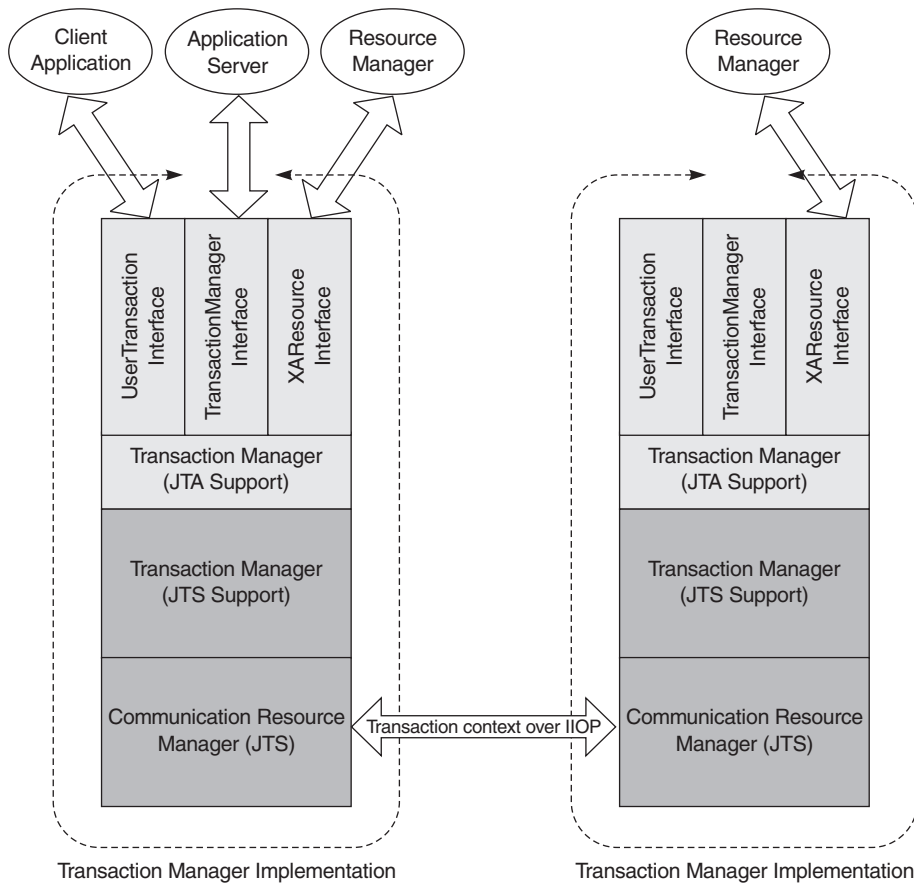 Client
Application
Application
Server
Resource
Manager
Resource
Manager
UserTransaction
Interface
TransactionManager
Interface
XAResource
Interface
UserTransaction
Interface
TransactionManager
Interface
XAResource
Interface
Transaction Manager
(JTA Support)
Transaction Manager
(JTA Support)
Transaction Manager
(JTS Support)
Transaction Manager
(JTS Support)
Communication Resource
Manager (JTS)
Transaction context over IIOP
Communication Resource
Manager (JTS)
Transaction Manager Implementation
Transaction Manager Implementation